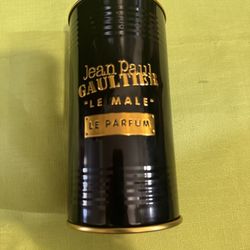 Jean Paul
GAULTIER
"LE MALE"
LE PARFUM